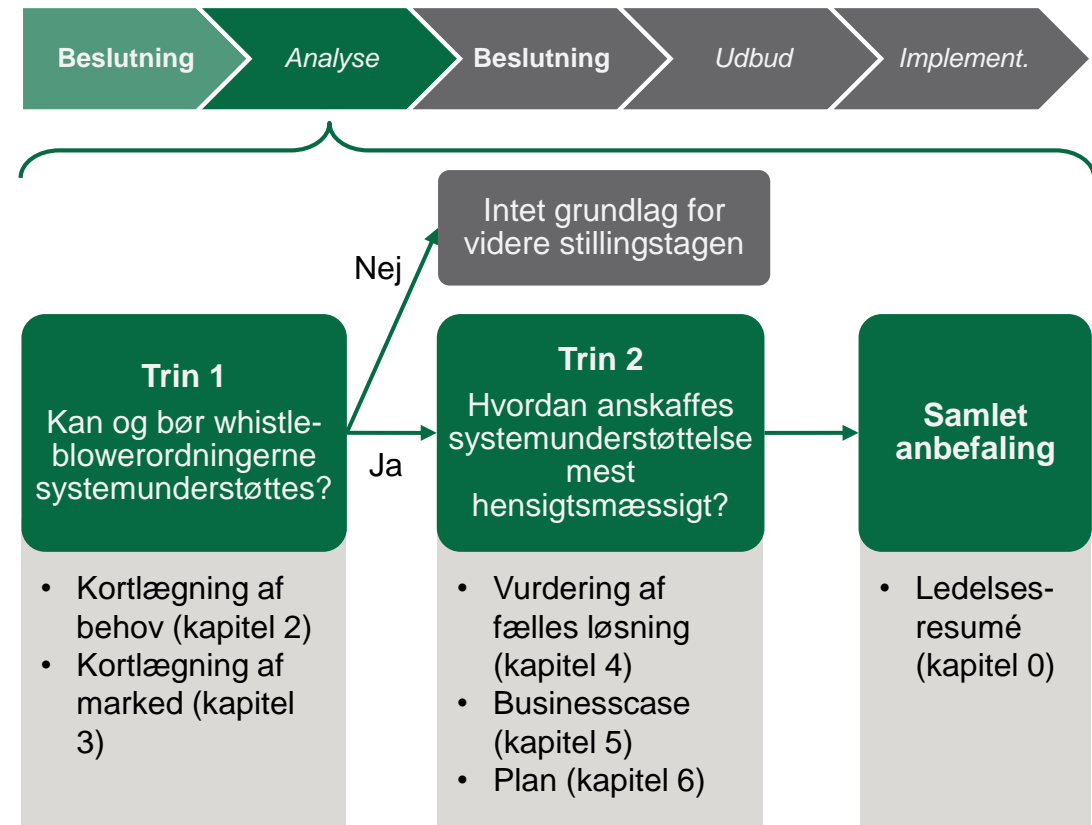 Beslutning
Analyse
Beslutning
Udbud
Implement.
Intet grundlag for
videre stillingstagen
Nej
Ja
Trin 1
Kan og bør whistle-
blowerordningerne
systemunderstøttes?
• Kortlægning af
behov (kapitel 2)
• Kortlægning af
marked (kapitel
3)
Trin 2
Hvordan anskaffes
systemunderstøttelse
mest
hensigtsmæssigt?
• Vurdering af
fælles løsning
(kapitel 4)
• Businesscase
(kapitel 5)
• Plan (kapitel 6)
Samlet
anbefaling
• Ledelses-
resumé
(kapitel 0)